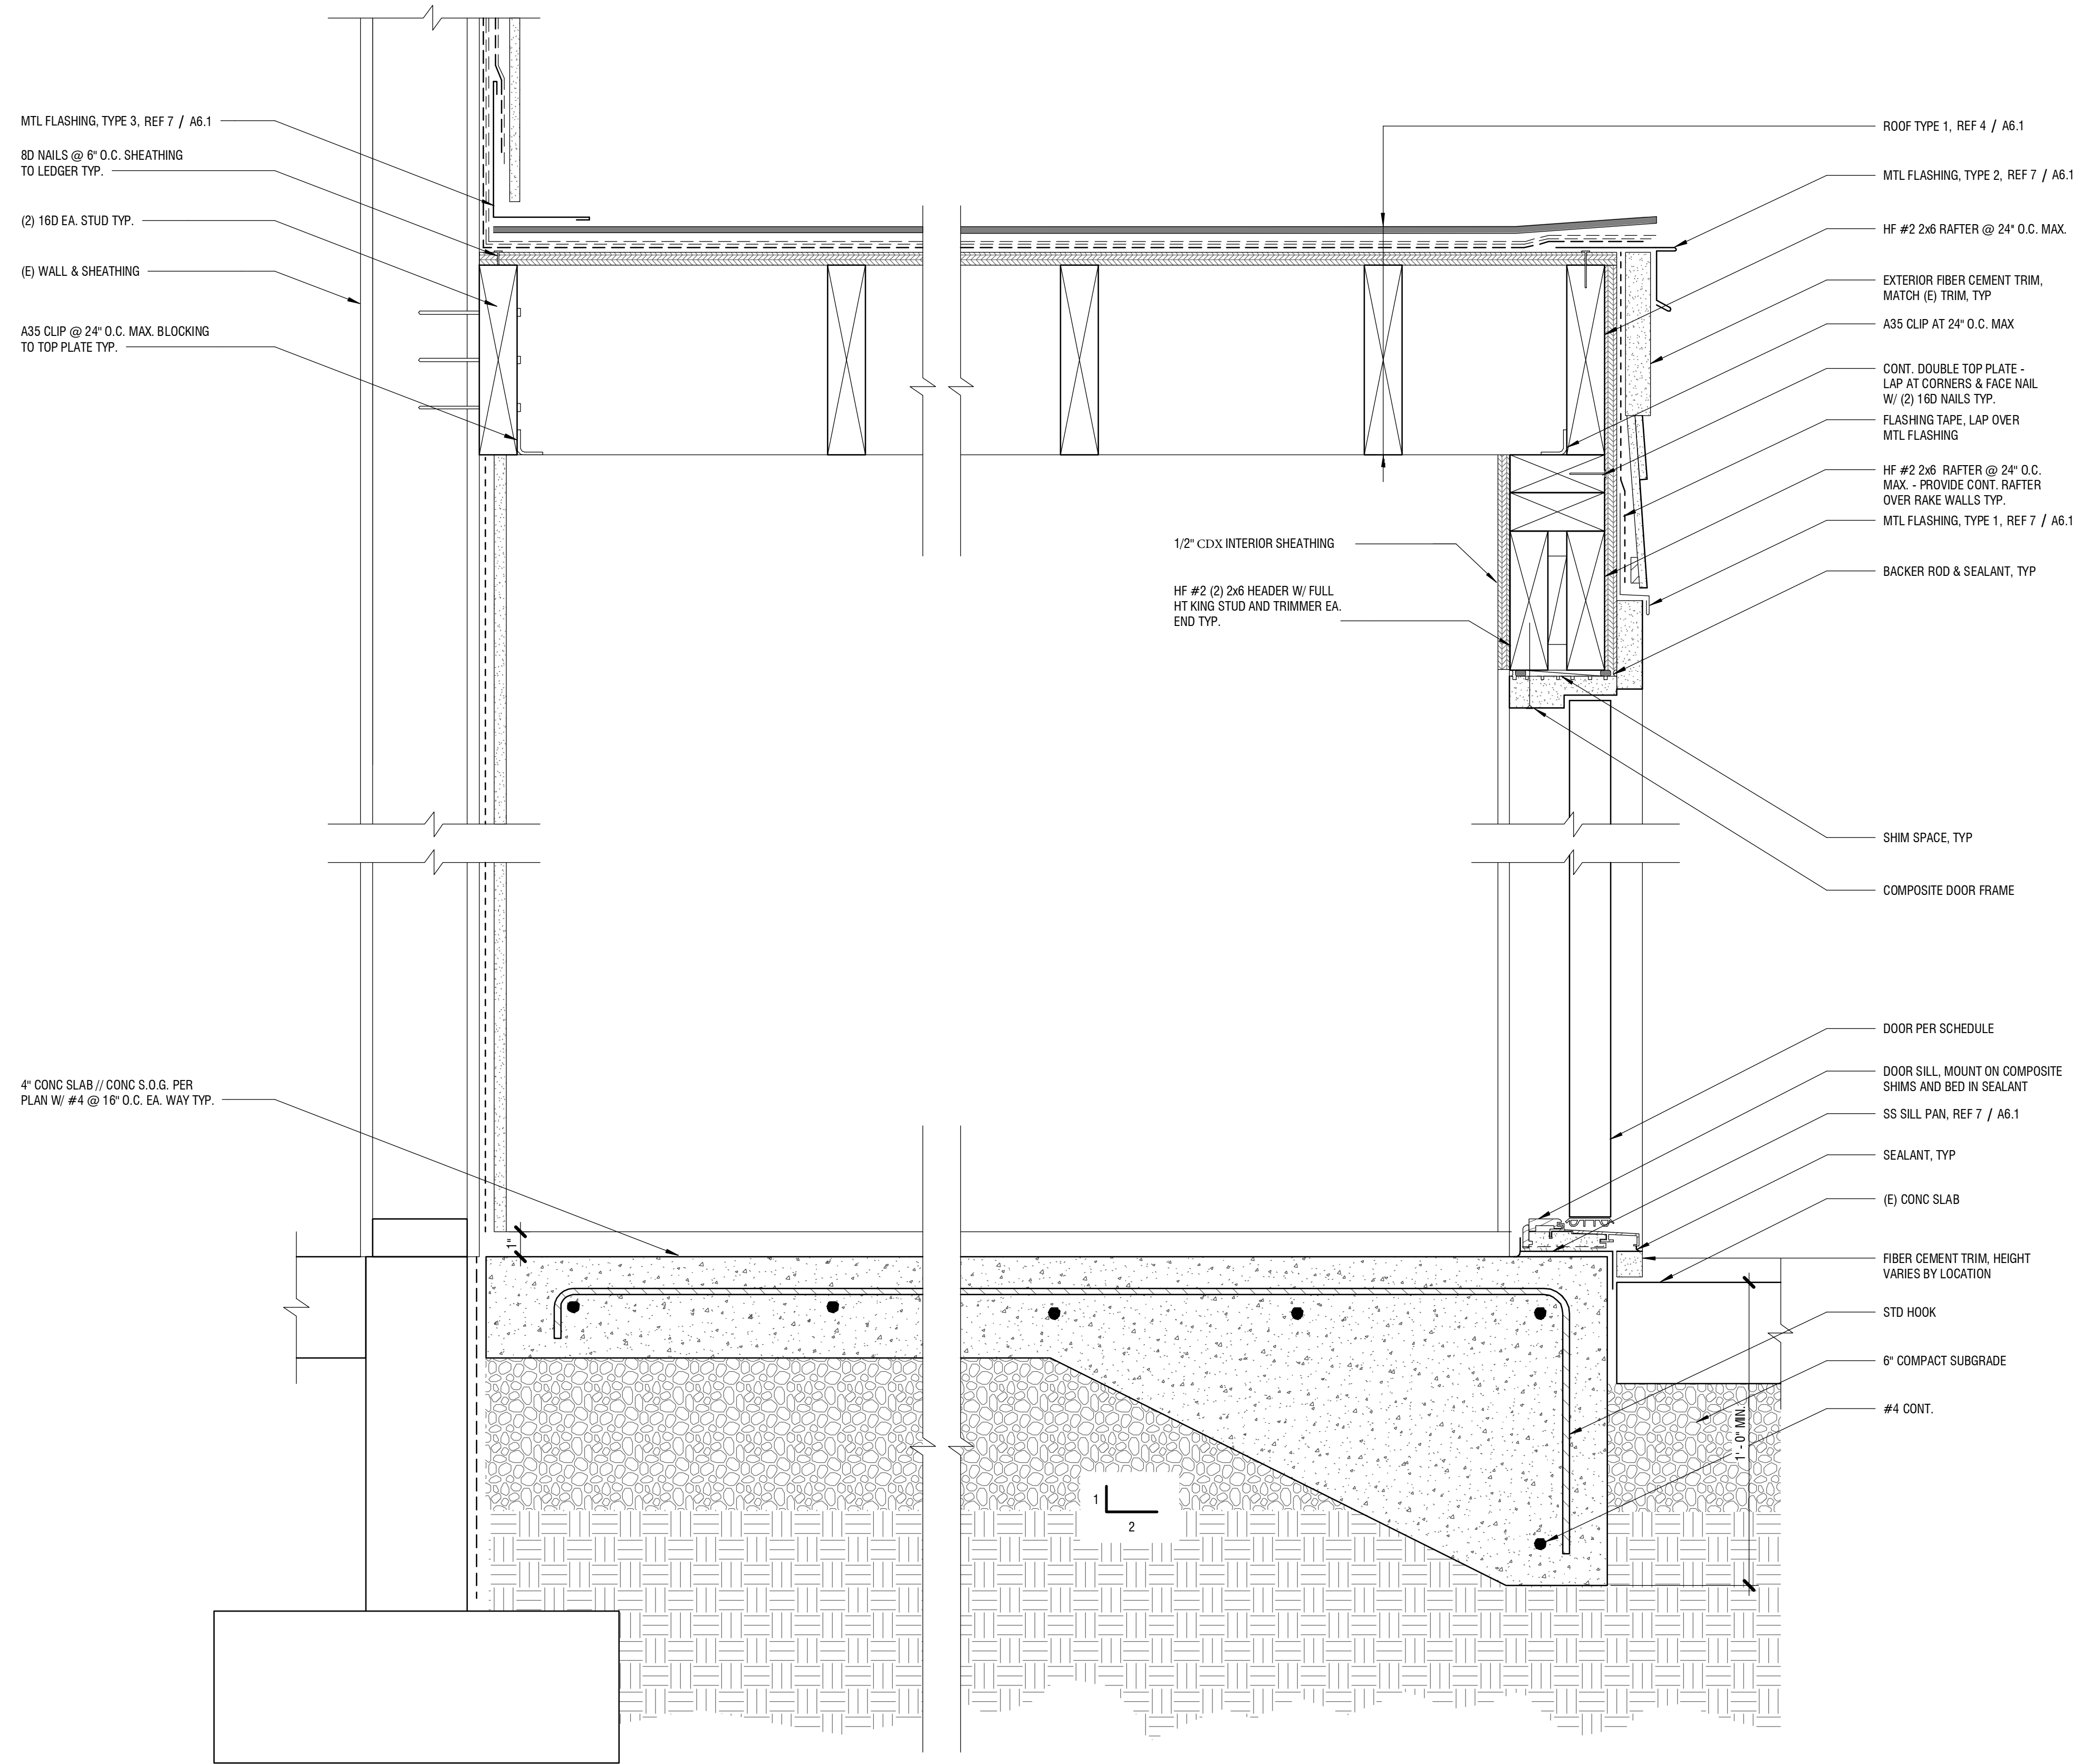 MTL FLASHING, TYPE 3, REF 7 / A6.1
8D NAILS @ 6" O.C. SHEATHING
TO LEDGER TYP.
(2) 16D EA. STUD TYP.
(E) WALL & SHEATHING
A35 CLIP @ 24" O.C. MAX. BLOCKING
TO TOP PLATE TYP.
4" CONC SLAB // CONC S.O.G. PER
PLAN W/ #4 @ 16" O.C. EA. WAY TYP.
1/2" CDX INTERIOR SHEATHING
HF #2 (2) 2x6 HEADER W/ FULL
HT KING STUD AND TRIMMER EA.
END TYP.
ROOF TYPE 1, REF 4 / A6.1
MTL FLASHING, TYPE 2, REF 7 / A6.1
HF #2 2x6 RAFTER @ 24" O.C. MAX.
EXTERIOR FIBER CEMENT TRIM,
MATCH (E) TRIM, TYP
A35 CLIP AT 24" O.C. MAX
CONT. DOUBLE TOP PLATE -
LAP AT CORNERS & FACE NAIL
W/ (2) 16D NAILS TYP.
FLASHING TAPE, LAP OVER
MTL FLASHING
HF #2 2x6 RAFTER @ 24" O.C.
MAX. - PROVIDE CONT. RAFTER
OVER RAKE WALLS TYP.
MTL FLASHING, TYPE 1, REF 7 / A6.1
BACKER ROD & SEALANT, TYP
SHIM SPACE, TYP
COMPOSITE DOOR FRAME
DOOR PER SCHEDULE
DOOR SILL, MOUNT ON COMPOSITE
SHIMS AND BED IN SEALANT
SS SILL PAN, REF 7 / A6.1
SEALANT, TYP
(E) CONC SLAB
FIBER CEMENT TRIM, HEIGHT
VARIES BY LOCATION
STD HOOK
6" COMPACT SUBGRADE
#4 CONT.
1"
1' - 0" MIN.
1
2